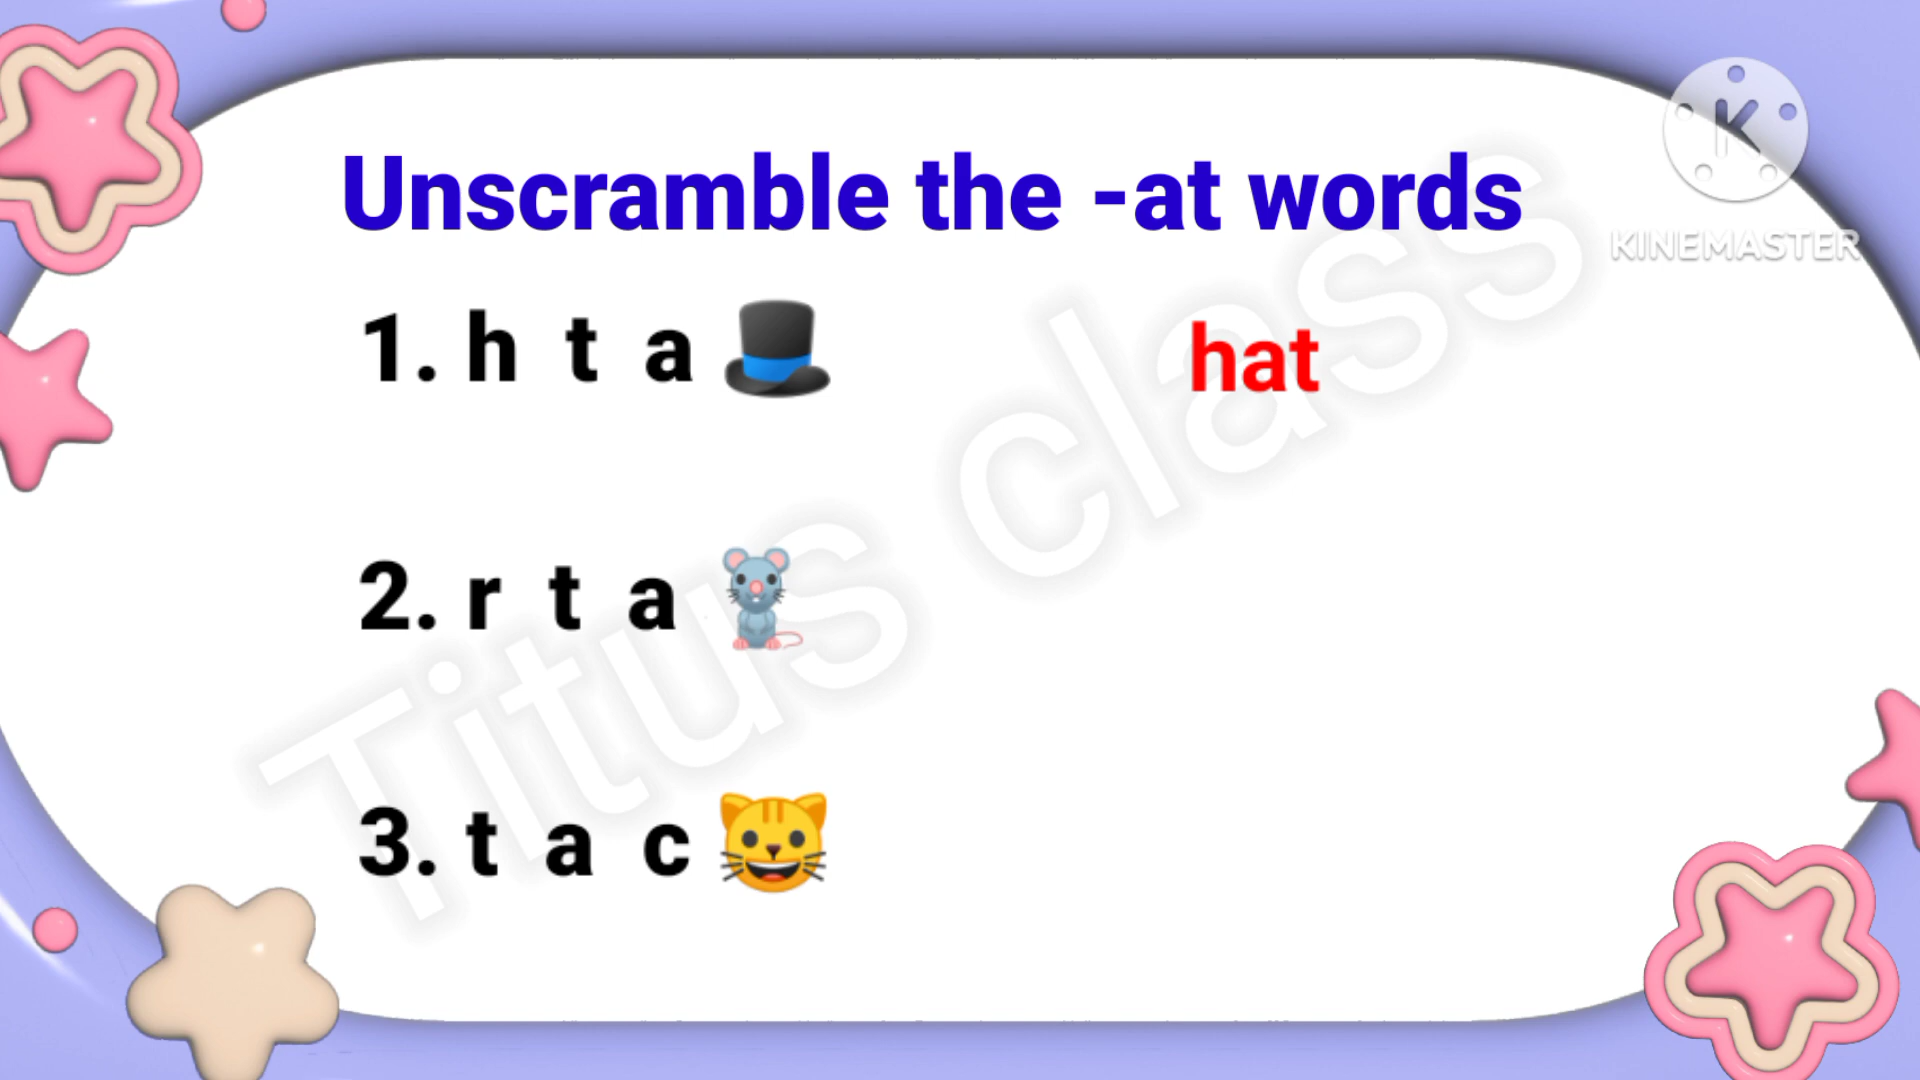 Unscramble the -at words
1. h t a hat
2. r t a
3. t a c
Titus class
K
KINEMASTER